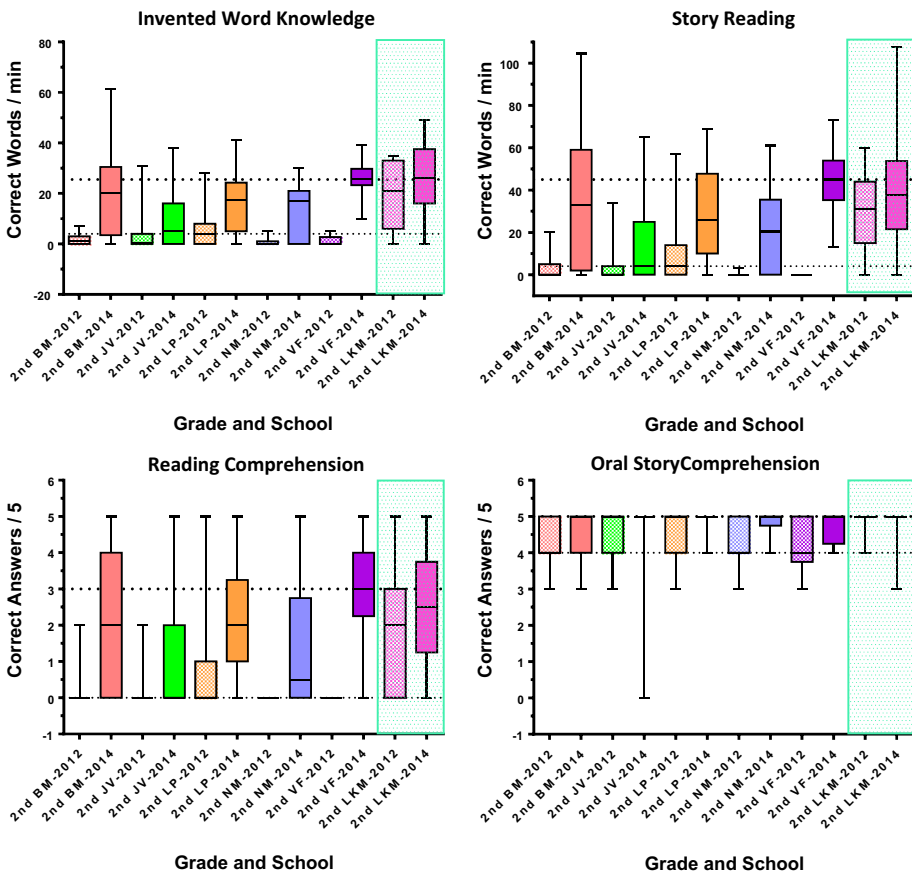 Invented Word Knowledge
Correct Words / min
80
60
40
20
0
-20
2nd BM-2012
2nd BM-2014
2nd JV-2012
2nd JV-2014
2nd LP-2012
2nd LP-2014
2nd NM-2012
2nd NM-2014
2nd VF-2012
2nd VF-2014
2nd LKM-2012
2nd LKM-2014
Grade and School
Story Reading
Correct Words / min
100
80
60
40
20
0
2nd BM-2012
2nd BM-2014
2nd JV-2012
2nd JV-2014
2nd LP-2012
2nd LP-2014
2nd NM-2012
2nd NM-2014
2nd VF-2012
2nd VF-2014
2nd LKM-2012
2nd LKM-2014
Grade and School
Reading Comprehension
Correct Answers / 5
6
5
4
3
2
1
0
-1
2nd BM-2012
2nd BM-2014
2nd JV-2012
2nd JV-2014
2nd LP-2012
2nd LP-2014
2nd NM-2012
2nd NM-2014
2nd VF-2012
2nd VF-2014
2nd LKM-2012
2nd LKM-2014
Grade and School
Oral StoryComprehension
Correct Answers / 5
6
5
4
3
2
1
0
-1
2nd BM-2012
2nd BM-2014
2nd JV-2012
2nd JV-2014
2nd LP-2012
2nd LP-2014
2nd NM-2012
2nd NM-2014
2nd VF-2012
2nd VF-2014
2nd LKM-2012
2nd LKM-2014
Grade and School